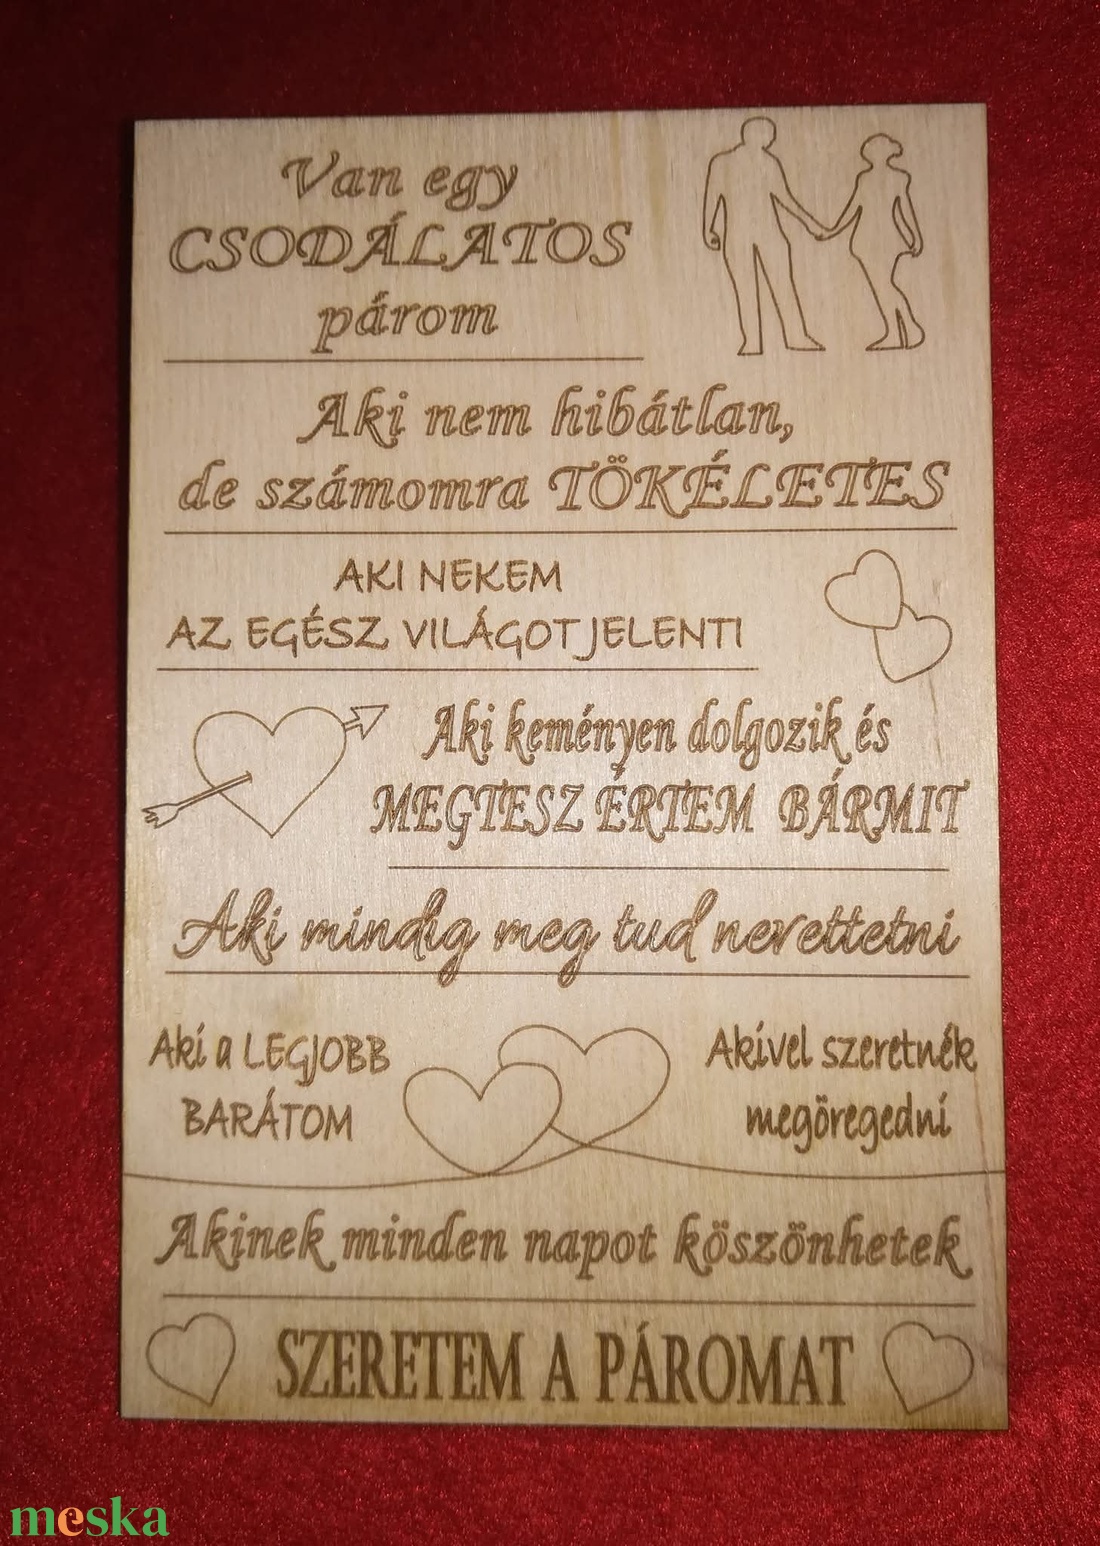 Van egy
CSODÁLATOS
párom
Aki nem hibátlan,
de számomra TÖKÉLETES
AKI NEKEM
AZ EGÉSZ VILÁGOT JELENTI
Aki keményen dolgozik és
MEGTESZ ÉRTEM BÁRMIT
Aki mindig meg tud nevettetni
Aki a LEGJOBB
BARÁTOM
Akivel szeretnék
megöregedni
Akinek minden napot köszönhetek
SZERETEM A PÁROMAT
meska